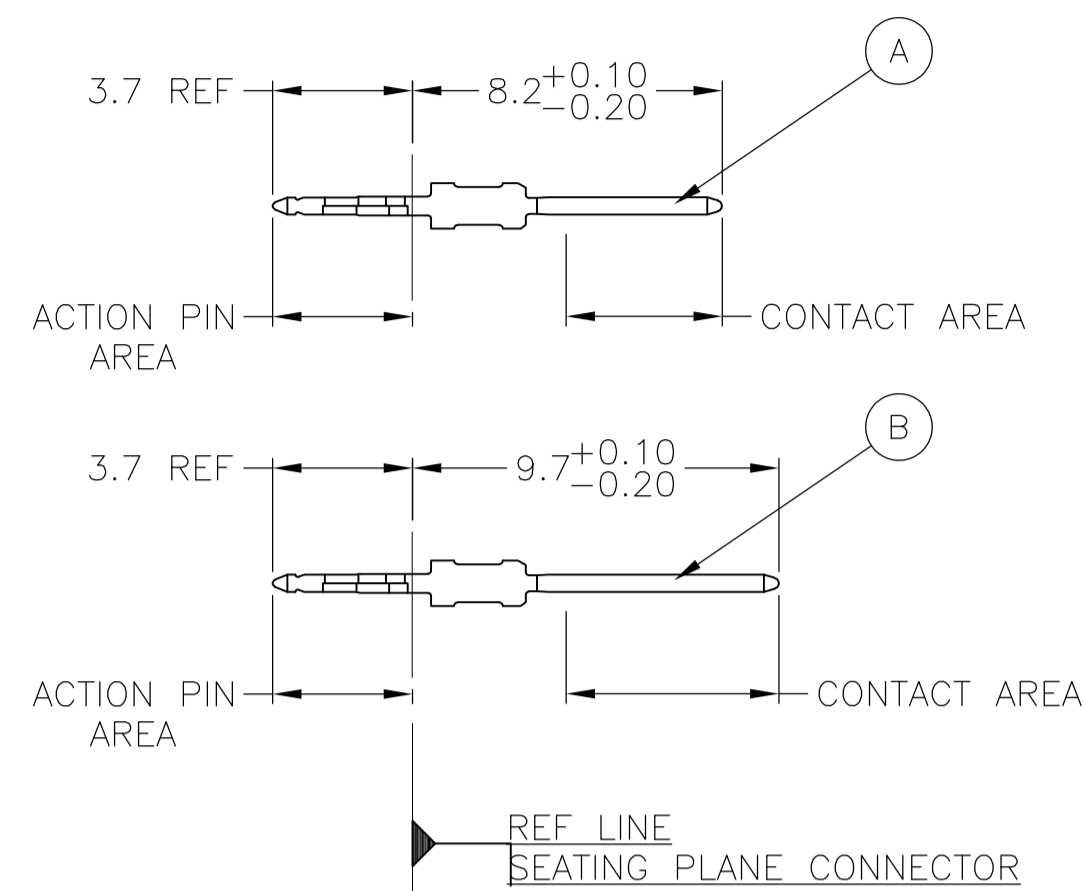 A
3.7 REF
8.2 +0.10
-0.20
ACTION PIN
AREA
CONTACT AREA
B
3.7 REF
9.7 +0.10
-0.20
ACTION PIN
AREA
CONTACT AREA
REF LINE
SEATING PLANE CONNECTOR